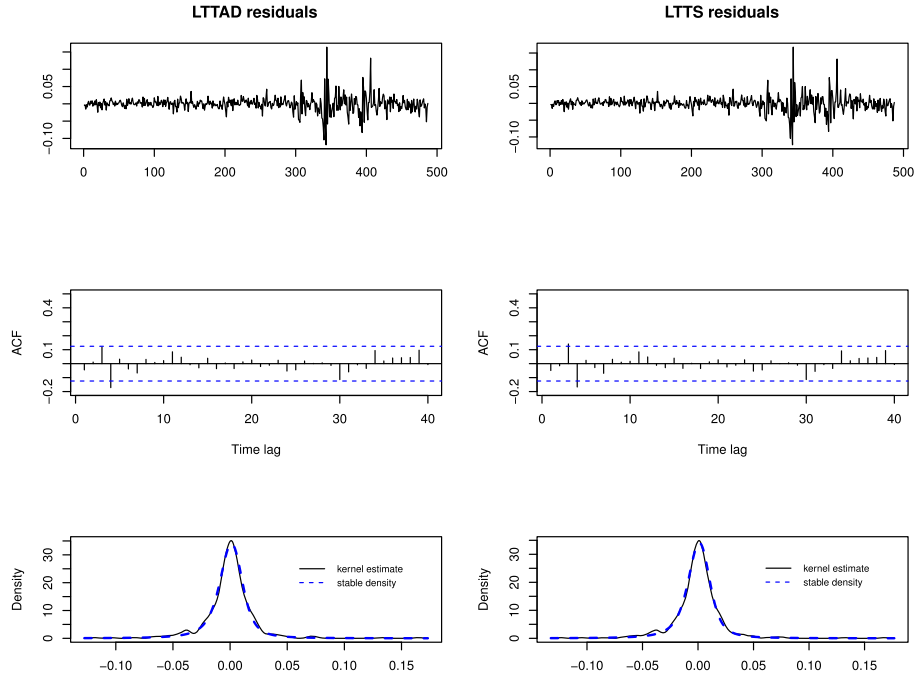 LTTAD residuals
LTTS residuals
0.05
−0.10
0 100 200 300 400 500
0.05
−0.10
0 100 200 300 400 500
ACF
0.4
0.1
−0.2
0 10 20 30 40
Time lag
ACF
0.4
0.1
−0.2
0 10 20 30 40
Time lag
Density
30
20
10
0
kernel estimate
stable density
−0.10 −0.05 0.00 0.05 0.10 0.15
Density
30
20
10
0
kernel estimate
stable density
−0.10 −0.05 0.00 0.05 0.10 0.15